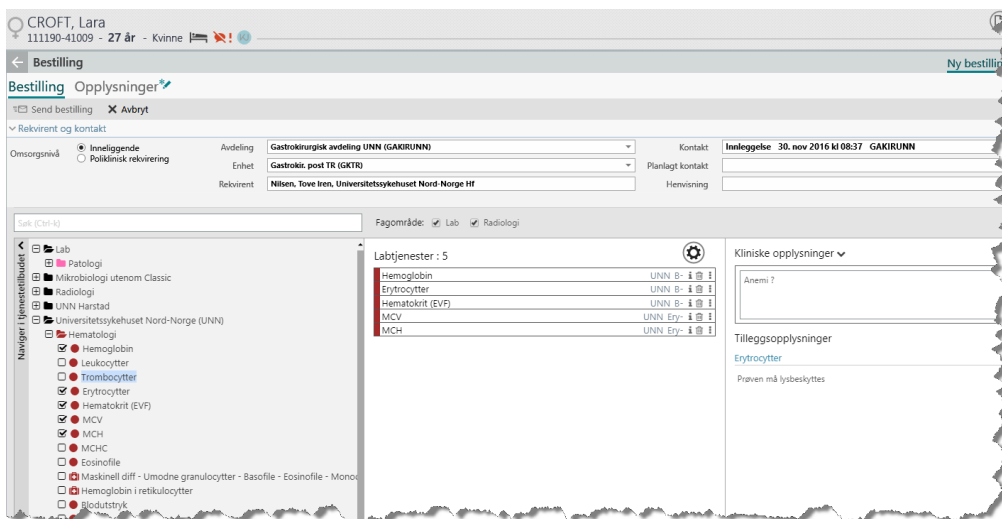 CROFT, Lara
111190-41009 - 27 år - Kvinne
Bestilling
Ny bestillin
Bestilling Opplysninger*
Send bestilling Avbryt
Rekvirent og kontakt
Omsorgsnivå Inneliggende
Poliklinisk rekvirering
Avdeling Gastrokirurgisk avdeling UNN (GAKIRUNN)
Enhet Gastrokir. post TR (GKTR)
Rekvirent Nilsen, Tove Iren, Universitetssykehuset Nord-Norge Hf
Kontakt Innleggelse 30. nov 2016 kl 08:37 GAKIRUNN
Planlagt kontakt
Henvisning
Søk (Ctrl-k)
Fagområde: Lab Radiologi
Naviger i tjenestetilbudet
Lab
Patologi
Mikrobiologi utenom Classic
Radiologi
UNN Harstad
Universitetssykehuset Nord-Norge (UNN)
Hematologi
Hemoglobin
Leukocytter
Trombocytter
Erytrocytter
Hematokrit (EVF)
MCV
MCH
MCHC
Eosinofile
Maskinell diff - Umodne granulocytter - Basofile - Eosinofile - Monoc
Hemoglobin i retikulocytter
Blodutstryk
Labtjenester : 5
Hemoglobin UNN B-
Erytrocytter UNN B-
Hematokrit (EVF) UNN B-
MCV UNN Ery-
MCH UNN Ery-
Kliniske opplysninger
Anemi ?
Tilleggsopplysninger
Erytrocytter
Prøven må lysbeskyttes